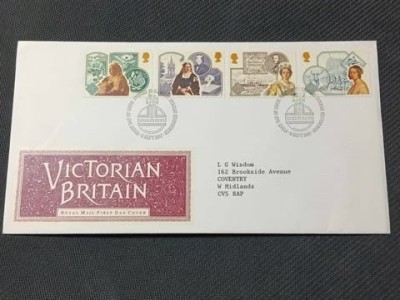 VICTORIAN
BRITAIN
ROYAL MAIL FIRST DAY COVER
L G Wisdom
162 Brookside Avenue
COVENTRY
W Midlands
CV5 8AP